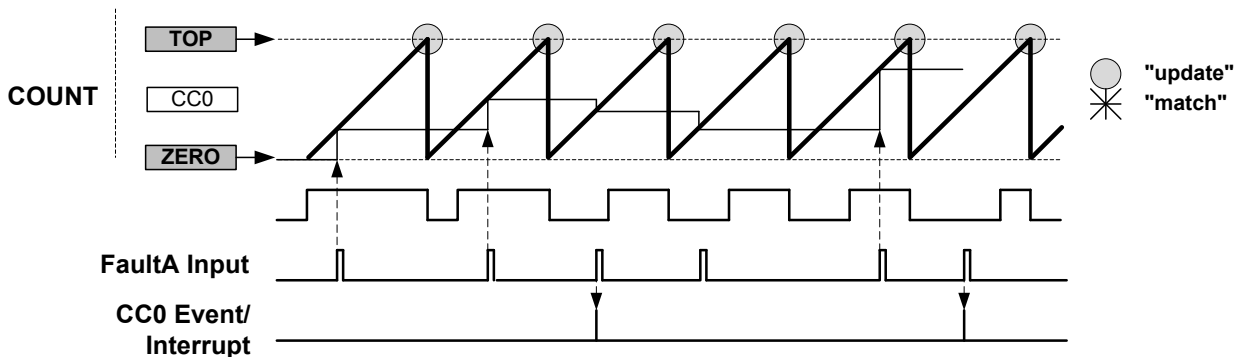 TOP
COUNT
CC0
ZERO
"update"
"match"
FaultA Input
CC0 Event/
Interrupt